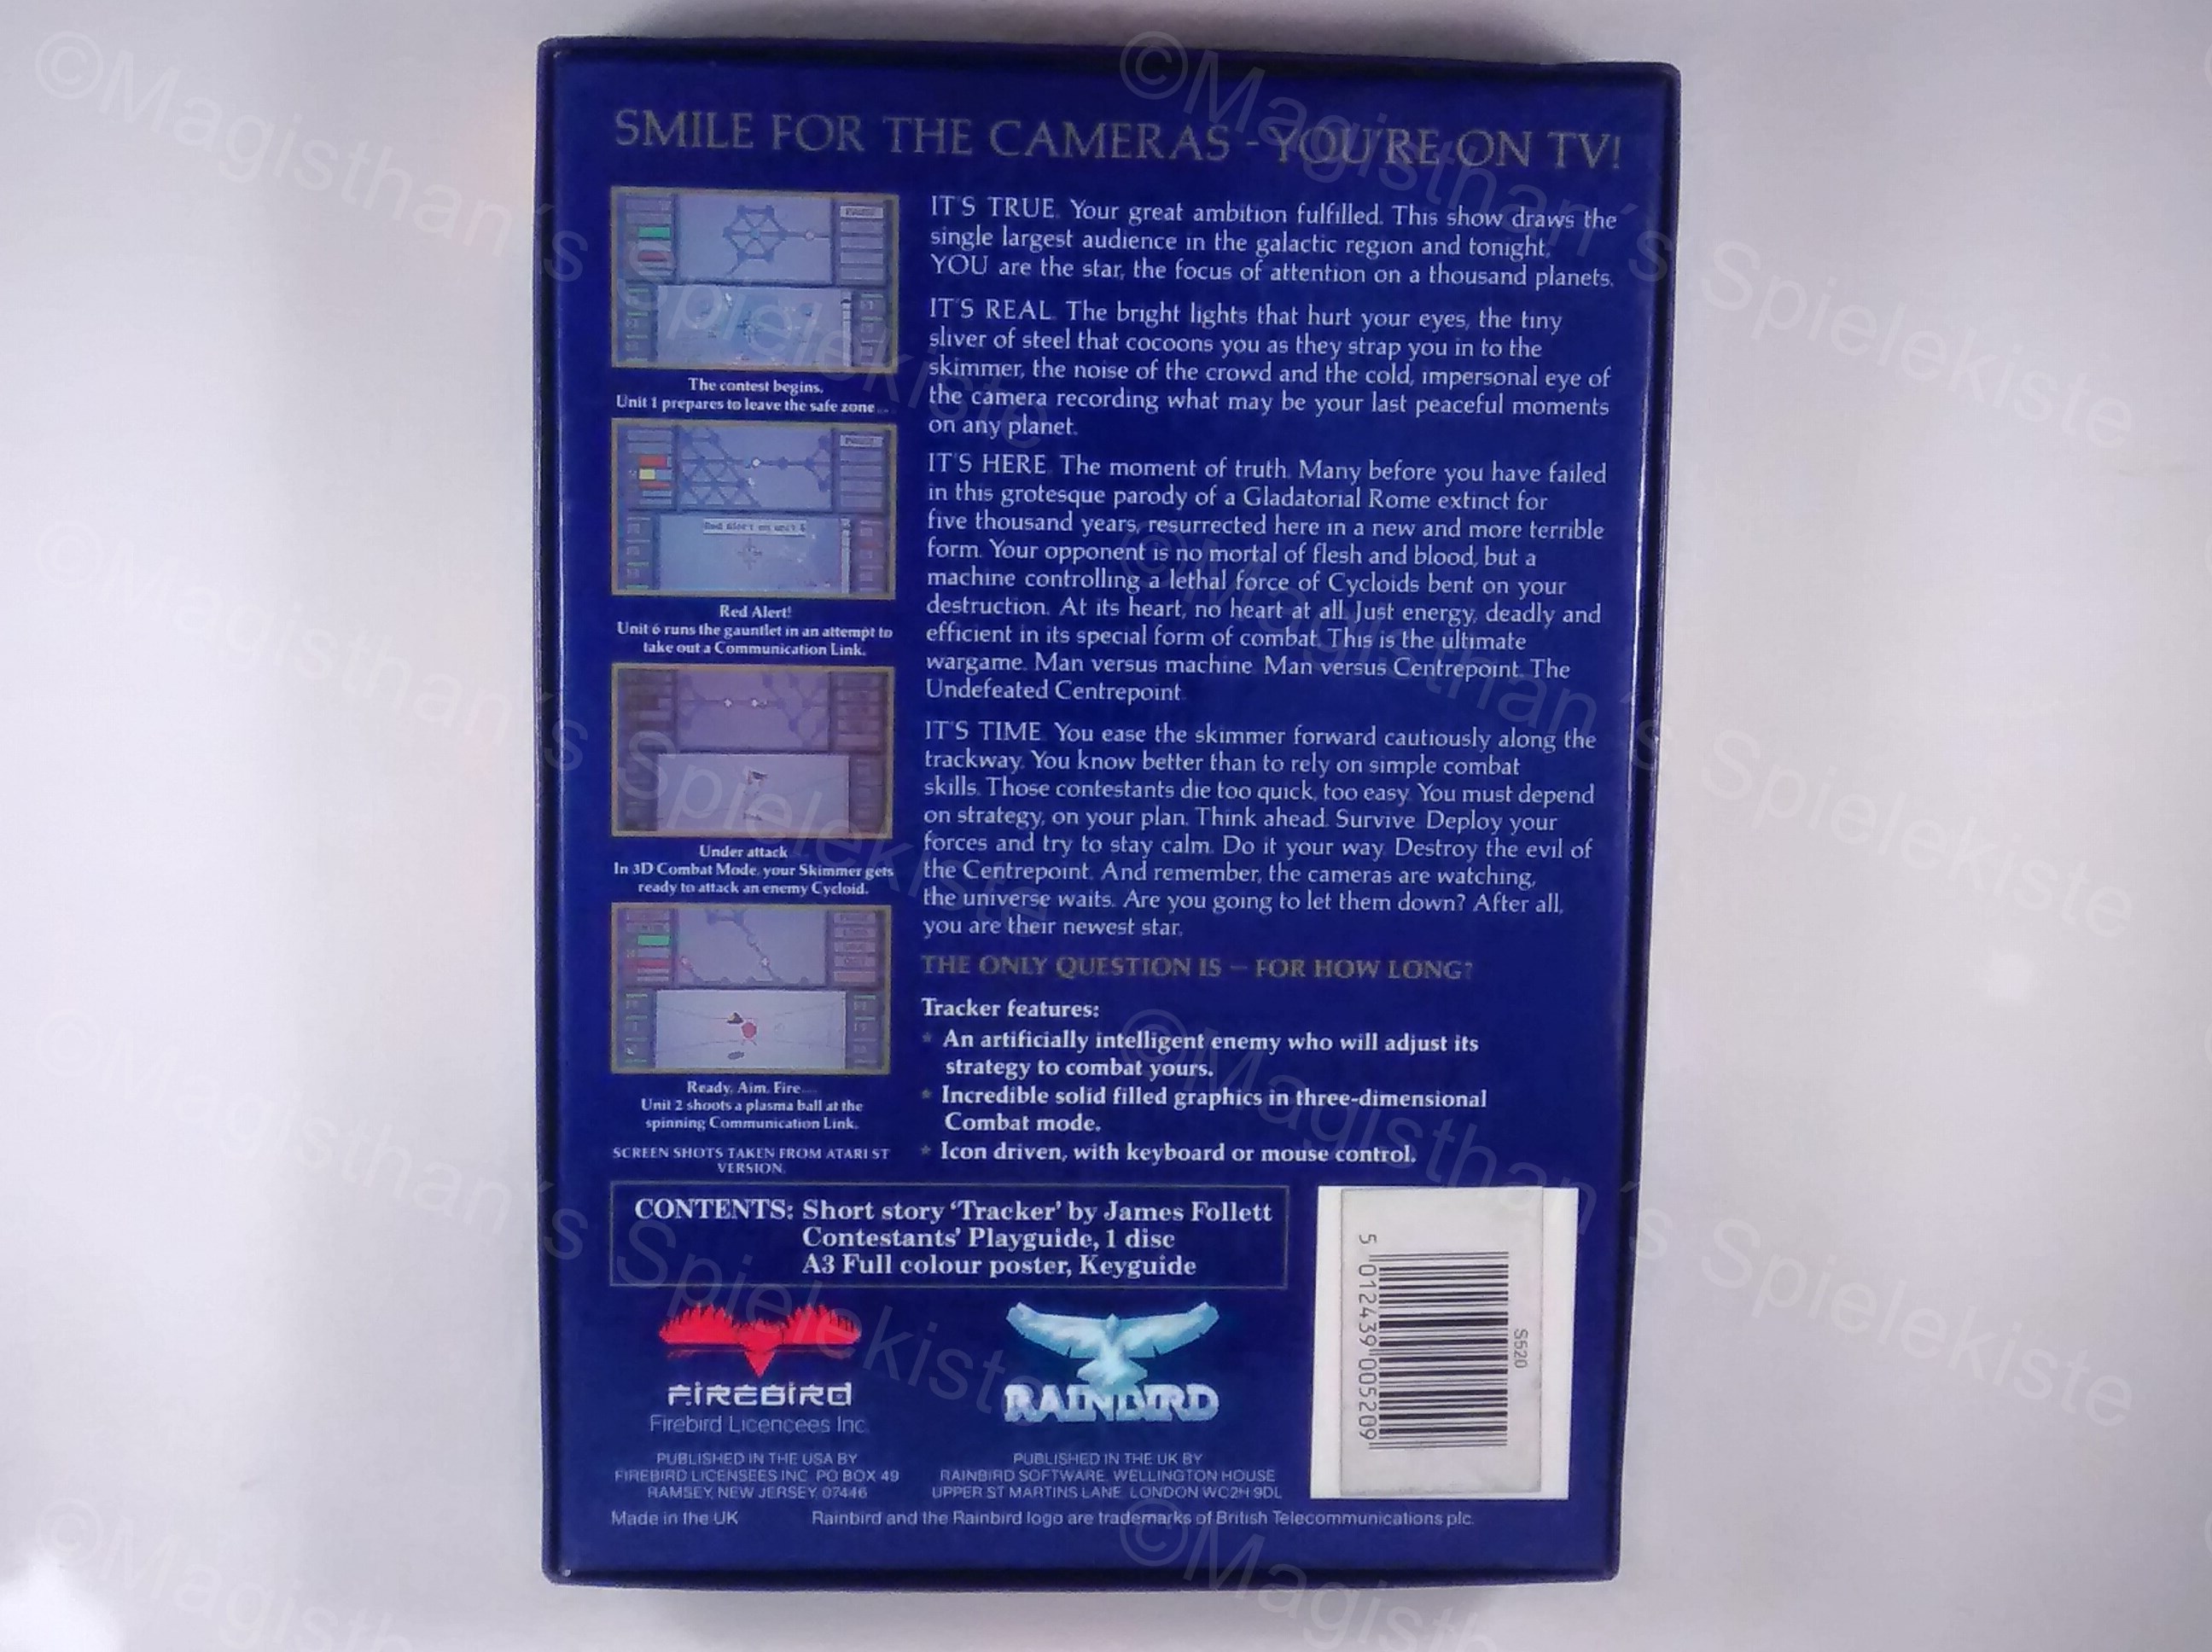 SMILE FOR THE CAMERAS - YOU'RE ON TV!
IT'S TRUE. Your great ambition fulfilled. This show draws the
single largest audience in the galactic region and tonight,
YOU are the star, the focus of attention on a thousand planets.
IT'S REAL. The bright lights that hurt your eyes, the tiny
sliver of steel that cocoons you as they strap you in to the
skimmer, the noise of the crowd and the cold, impersonal eye of
the camera recording what may be your last peaceful moments
on any planet.
IT'S HERE. The moment of truth. Many before you have failed
in this grotesque parody of a Gladatorial Rome extinct for
five thousand years, resurrected here in a new and more terrible
form. Your opponent is no mortal of flesh and blood, but a
machine controlling a lethal force of Cycloids bent on your
destruction. At its heart, no heart at all. Just energy, deadly and
efficient in its special form of combat. This is the ultimate
wargame. Man versus machine. Man versus Centrepoint. The
Undefeated Centrepoint.
IT'S TIME. You ease the skimmer forward cautiously along the
trackway. You know better than to rely on simple combat
skills. Those contestants die too quick, too easy. You must depend
on strategy, on your plan. Think ahead. Survive. Deploy your
forces and try to stay calm. Do it your way. Destroy the evil of
the Centrepoint. And remember, the cameras are watching,
the universe waits. Are you going to let them down? After all,
you are their newest star.
THE ONLY QUESTION IS – FOR HOW LONG?
Tracker features:
* An artificially intelligent enemy who will adjust its
strategy to combat yours.
* Incredible solid filled graphics in three-dimensional
Combat mode.
* Icon driven, with keyboard or mouse control.
The contest begins.
Unit 1 prepares to leave the safe zone...
Red Alert on unit 6
Red Alert!
Unit 6 runs the gauntlet in an attempt to
take out a Communication Link.
Under attack
In 3D Combat Mode, your Skimmer gets
ready to attack an enemy Cycloid.
Ready, Aim, Fire....
Unit 2 shoots a plasma ball at the
spinning Communication Link.
SCREEN SHOTS TAKEN FROM ATARI ST
VERSION.
CONTENTS: Short story ‘Tracker’ by James Follett
Contestants’ Playguide, 1 disc
A3 Full colour poster, Keyguide
FIREBIRD
Firebird Licencees Inc.
PUBLISHED IN THE USA BY
FIREBIRD LICENSEES INC. PO BOX 49
RAMSEY, NEW JERSEY, 07446
RAINBIRD
PUBLISHED IN THE UK BY
RAINBIRD SOFTWARE, WELLINGTON HOUSE
UPPER ST MARTINS LANE, LONDON WC2H 9DL
Made in the UK
Rainbird and the Rainbird logo are trademarks of British Telecommunications plc.
5 012439 005209
S520
©Magisthan´s Spielekiste
©Magisthan´s Spielekiste
©Magisthan´s Spielekiste
©Magisthan´s Spielekiste
©Magisthan´s Spielekiste
©Magisthan´s Spielekiste